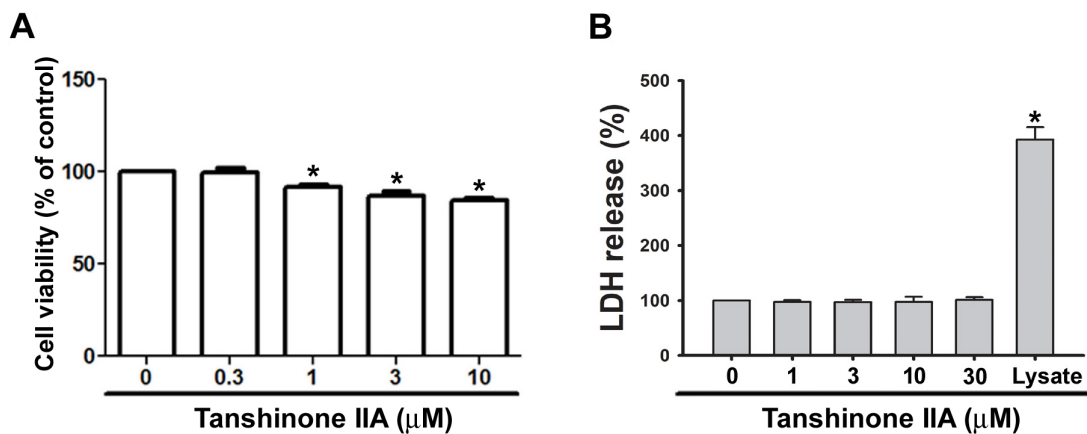 A
Cell viability (% of control)
150
100
50
0
* * *
0 0.3 1 3 10
Tanshinone IIA (μM)
B
LDH release (%)
500
400
300
200
100
0
*
0 1 3 10 30 Lysate
Tanshinone IIA (μM)